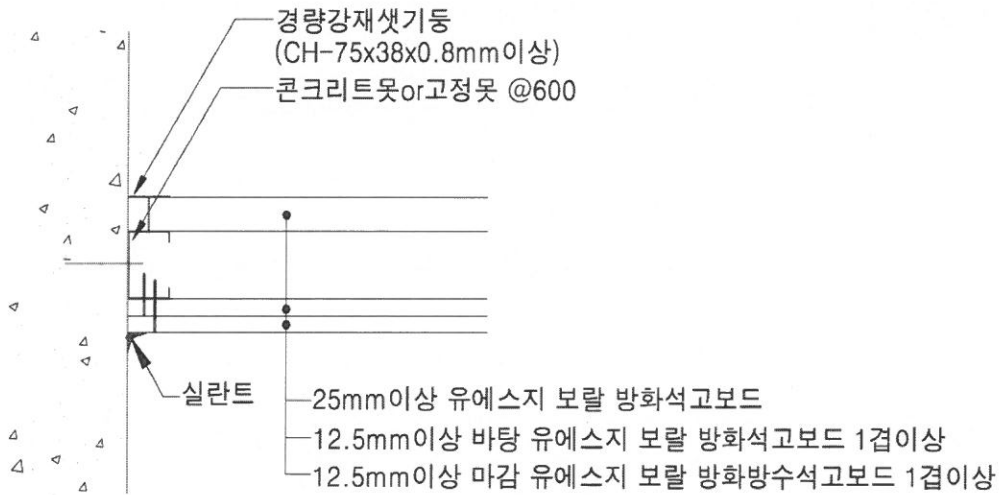 경량강재샛기둥
(CH-75x38x0.8mm이상)
콘크리트못or고정못 @600
실란트
25mm이상 유에스지 보랄 방화석고보드
12.5mm이상 바탕 유에스지 보랄 방화석고보드 1겹이상
12.5mm이상 마감 유에스지 보랄 방화방수석고보드 1겹이상